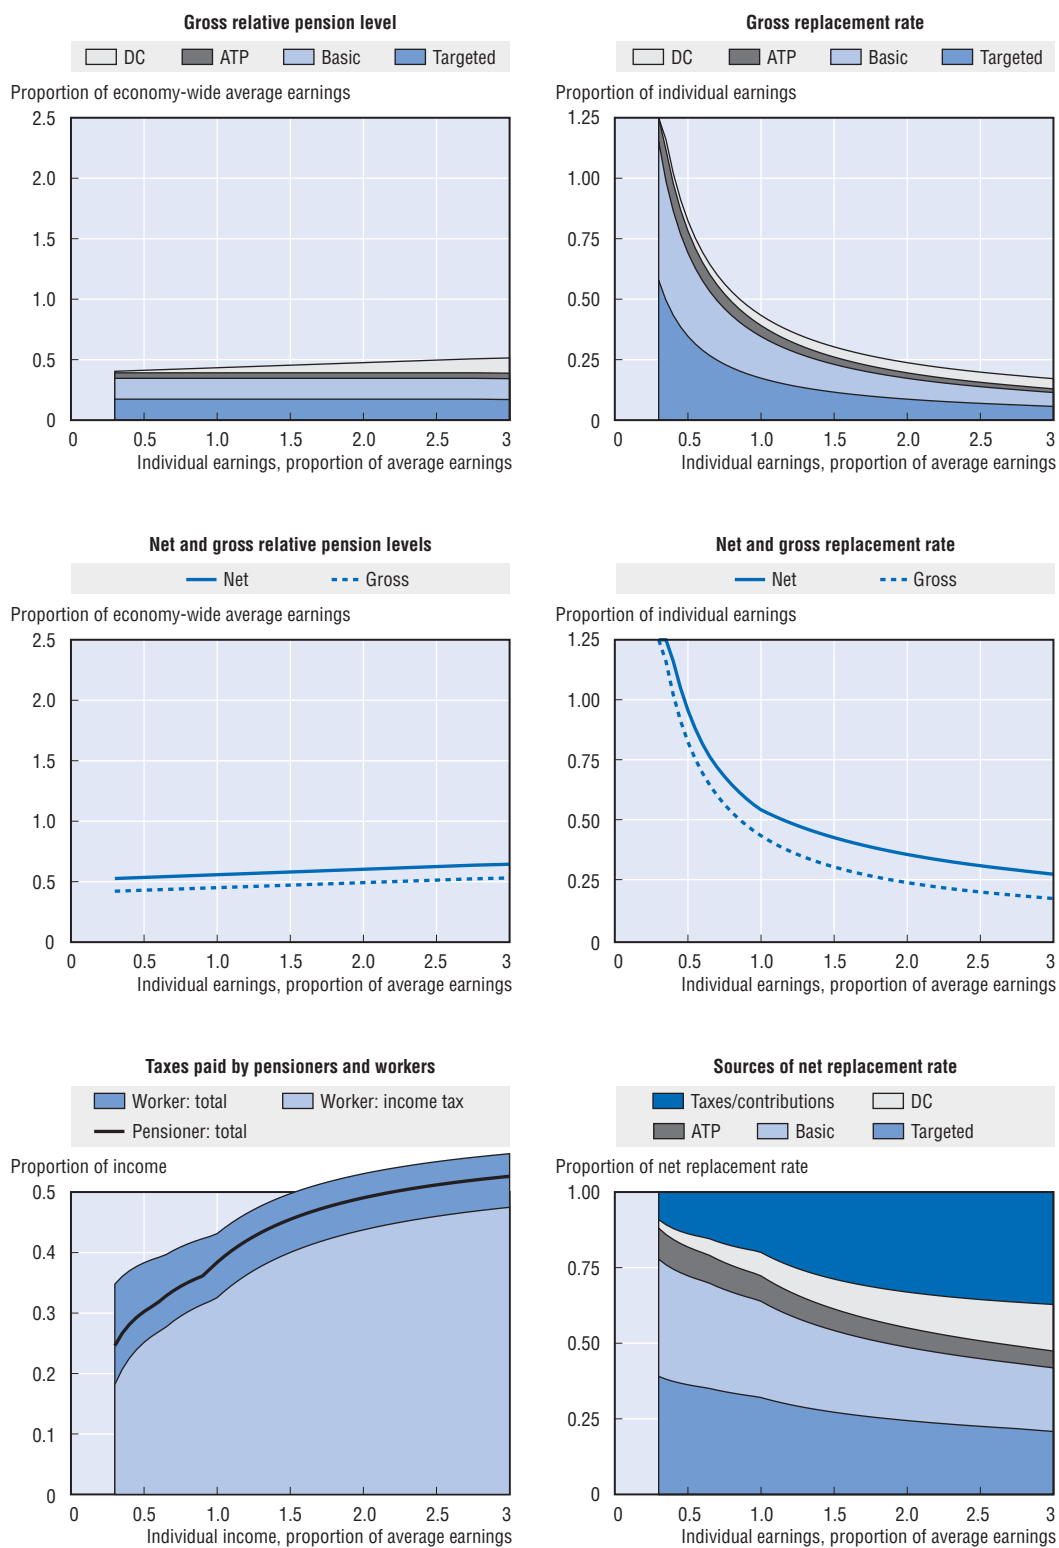 Gross relative pension level
DC ATP Basic Targeted
Proportion of economy-wide average earnings
2.5
2.0
1.5
1.0
0.5
0
0 0.5 1.0 1.5 2.0 2.5 3
Individual earnings, proportion of average earnings
Gross replacement rate
DC ATP Basic Targeted
Proportion of individual earnings
1.25
1.00
0.75
0.50
0.25
0
0 0.5 1.0 1.5 2.0 2.5 3
Individual earnings, proportion of average earnings
Net and gross relative pension levels
Net Gross
Proportion of economy-wide average earnings
2.5
2.0
1.5
1.0
0.5
0
0 0.5 1.0 1.5 2.0 2.5 3
Individual earnings, proportion of average earnings
Net and gross replacement rate
Net Gross
Proportion of individual earnings
1.25
1.00
0.75
0.50
0.25
0
0 0.5 1.0 1.5 2.0 2.5 3
Individual earnings, proportion of average earnings
Taxes paid by pensioners and workers
Worker: total Worker: income tax
Pensioner: total
Proportion of income
0.5
0.4
0.3
0.2
0.1
0
0 0.5 1.0 1.5 2.0 2.5 3
Individual income, proportion of average earnings
Sources of net replacement rate
Taxes/contributions DC
ATP Basic Targeted
Proportion of net replacement rate
1.00
0.75
0.50
0.25
0
0 0.5 1.0 1.5 2.0 2.5 3
Individual earnings, proportion of average earnings